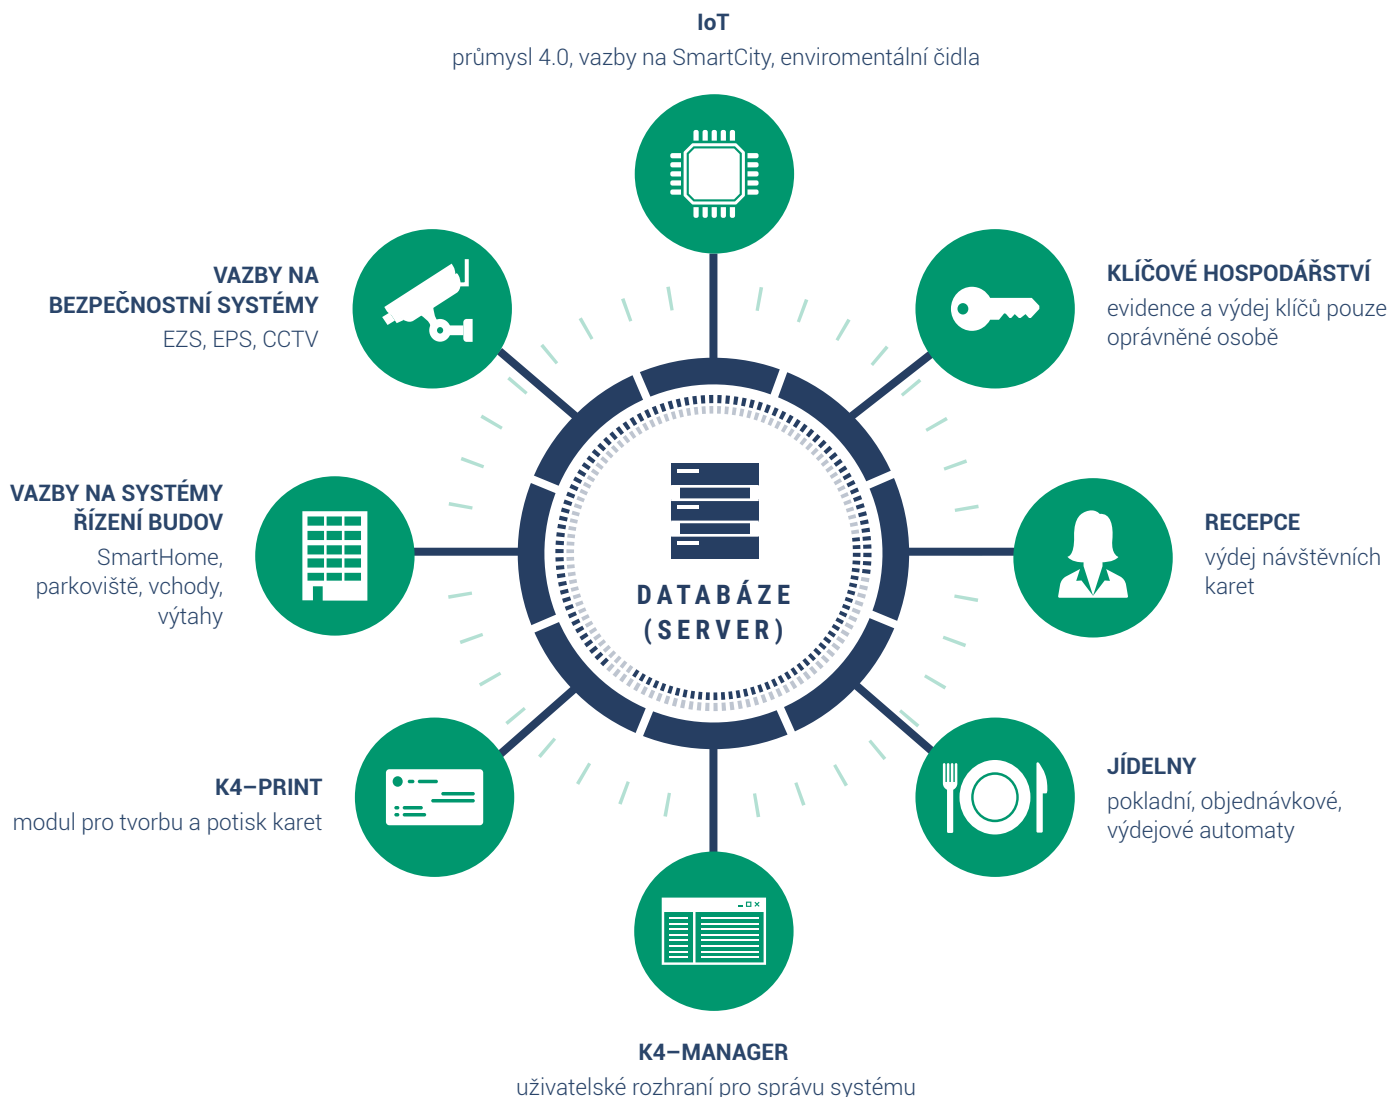 IoT
průmysl 4.0, vazby na SmartCity, enviromentální čidla
VAZBY NA
BEZPEČNOSTNÍ SYSTÉMY
EZS, EPS, CCTV
KLÍČOVÉ HOSPODÁŘSTVÍ
evidence a výdej klíčů pouze
oprávněné osobě
VAZBY NA SYSTÉMY
ŘÍZENÍ BUDOV
SmartHome,
parkoviště, vchody,
výtahy
DATABÁZE
(SERVER)
RECEPCE
výdej návštěvních
karet
K4–PRINT
modul pro tvorbu a potisk karet
JÍDELNY
pokladní, objednávkové,
výdejové automaty
K4–MANAGER
uživatelské rozhraní pro správu systému